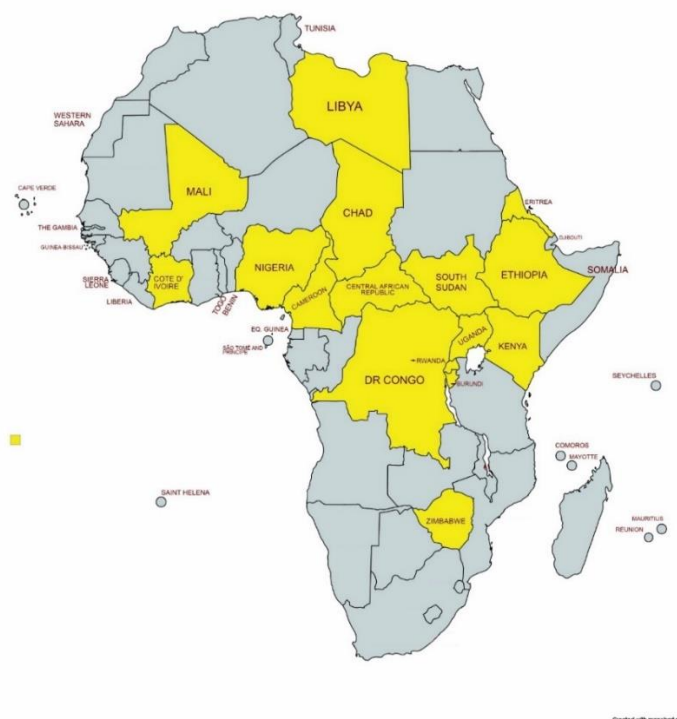 TUNISIA
LIBYA
WESTERN
SAHARA
MALI
CAPE VERDE
CHAD
ERITREA
THE GAMBIA
DJIBOUTI
GUINEA-BISSAU
NIGERIA
ETHIOPIA
SOMALIA
SIERRA
LEONE
COTE D'
IVOIRE
SOUTH
SUDAN
CENTRAL AFRICAN
REPUBLIC
CAMEROON
LIBERIA
TOGO
BENIN
EQ. GUINEA
UGANDA
KENYA
SÃO TOMÉ AND
PRINCIPE
RWANDA
DR CONGO
BURUNDI
SEYCHELLES
COMOROS
MAYOTTE
SAINT HELENA
ZIMBABWE
MAURITIUS
RÉUNION